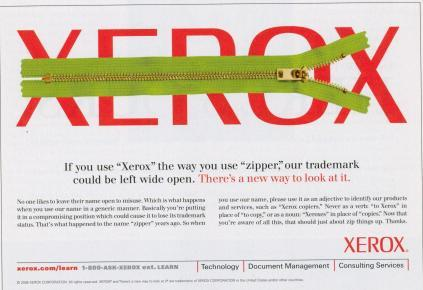 XEROX
If you use “Xerox” the way you use “zipper,” our trademark
could be left wide open. There's a new way to look at it.
No one likes to leave their name open to misuse. Which is what happens
when you use our name in a generic manner. Basically you're putting
it in a compromising position which could cause it to lose its trademark
status. That's what happened to the name “zipper” years ago. So when
you use our name, please use it as an adjective to identify our products
and services, as in “Xerox copiers.” Never as a verb: “to Xerox” in
place of “to copy,” or as a noun: “Xeroxes” in place of “copies.” Now that
you're aware of all this, that should just about zip things up. Thanks.
XEROX.
xerox.com/learn 1-800-ASK-XEROX ext. LEARN Technology Document Management Consulting Services
© 2008 XEROX CORPORATION. All rights reserved. XEROX® and There's a new way to look at it® are trademarks of XEROX CORPORATION in the United States and/or other countries.